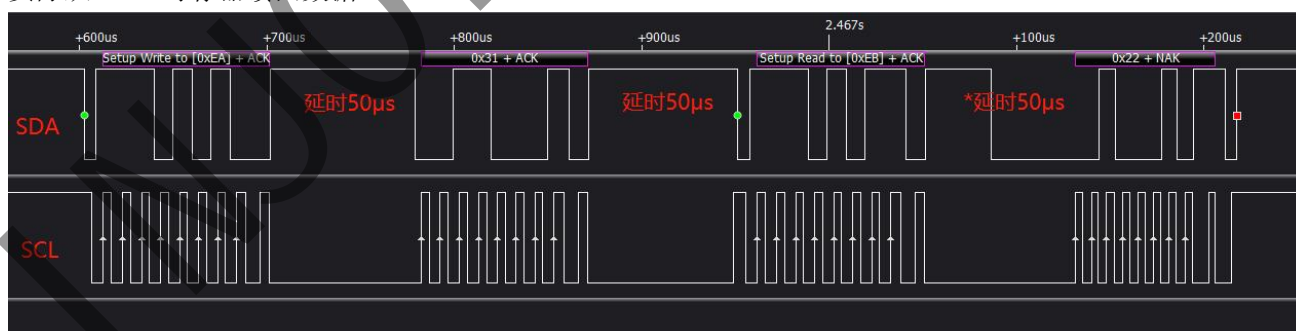 +600us +700us +800us +900us 2.467s +100us +200us
Setup Write to [0xEA] + ACK 0x31 + ACK Setup Read to [0xEB] + ACK 0x22 + NAK
延时50μs 延时50μs *延时50μs
SDA
SCL